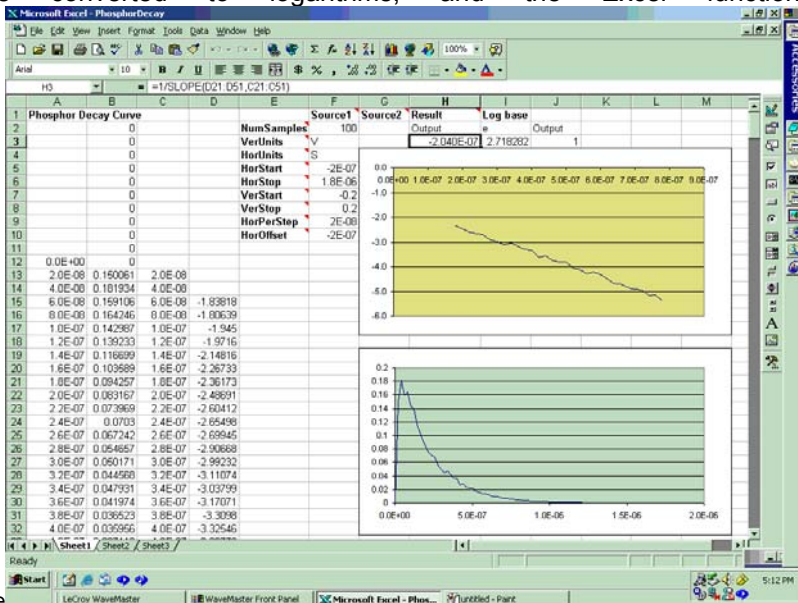 converted to logarithms, and the Excel function
Microsoft Excel - PhosphorDecay
File Edit View Insert Format Tools Data Window Help
100%
Arial 10 B I U $ % ,
H3 = =1/SLOPE(D21:D51,C21:C51)
A B C D E F G H I J K L M
1 Phosphor Decay Curve Source1 Source2 Result Log base
2 0 NumSamples 100 Output e Output
3 0 VerUnits V -2.040E-07 2.718282 1
4 0 HorUnits S
5 0 HorStart -2E-07
6 0 HorStop 1.8E-06
7 0 VerStart -0.2
8 0 VerStop 0.2
9 0 HorPerStep 2E-08
10 0 HorOffset -2E-07
11 0
12 0.0E+00 0
13 2.0E-08 0.160061 2.0E-08
14 4.0E-08 0.181934 4.0E-08
15 6.0E-08 0.159106 6.0E-08 -1.83818
16 8.0E-08 0.164246 8.0E-08 -1.80639
17 1.0E-07 0.142987 1.0E-07 -1.945
18 1.2E-07 0.139233 1.2E-07 -1.9716
19 1.4E-07 0.116699 1.4E-07 -2.14816
20 1.6E-07 0.103589 1.6E-07 -2.26733
21 1.8E-07 0.094257 1.8E-07 -2.36173
22 2.0E-07 0.083167 2.0E-07 -2.48691
23 2.2E-07 0.073969 2.2E-07 -2.60412
24 2.4E-07 0.0703 2.4E-07 -2.65498
25 2.6E-07 0.067242 2.6E-07 -2.69945
26 2.8E-07 0.054657 2.8E-07 -2.90668
27 3.0E-07 0.050171 3.0E-07 -2.99232
28 3.2E-07 0.044568 3.2E-07 -3.11074
29 3.4E-07 0.047931 3.4E-07 -3.03799
30 3.6E-07 0.041974 3.6E-07 -3.17071
31 3.8E-07 0.036523 3.8E-07 -3.3098
32 4.0E-07 0.035956 4.0E-07 -3.32546
0.0
0.0E+00 1.0E-07 2.0E-07 3.0E-07 4.0E-07 5.0E-07 6.0E-07 7.0E-07 8.0E-07 9.0E-07
-1.0
-2.0
-3.0
-4.0
-5.0
-6.0
0.2
0.18
0.16
0.14
0.12
0.1
0.08
0.06
0.04
0.02
0
0.0E+00 5.0E-07 1.0E-06 1.5E-06 2.0E-06
Accessories
Sheet1 Sheet2 Sheet3
Ready
Start LeCroy WaveMaster WaveMaster Front Panel Microsoft Excel - Phos... untitled - Paint 5:12 PM